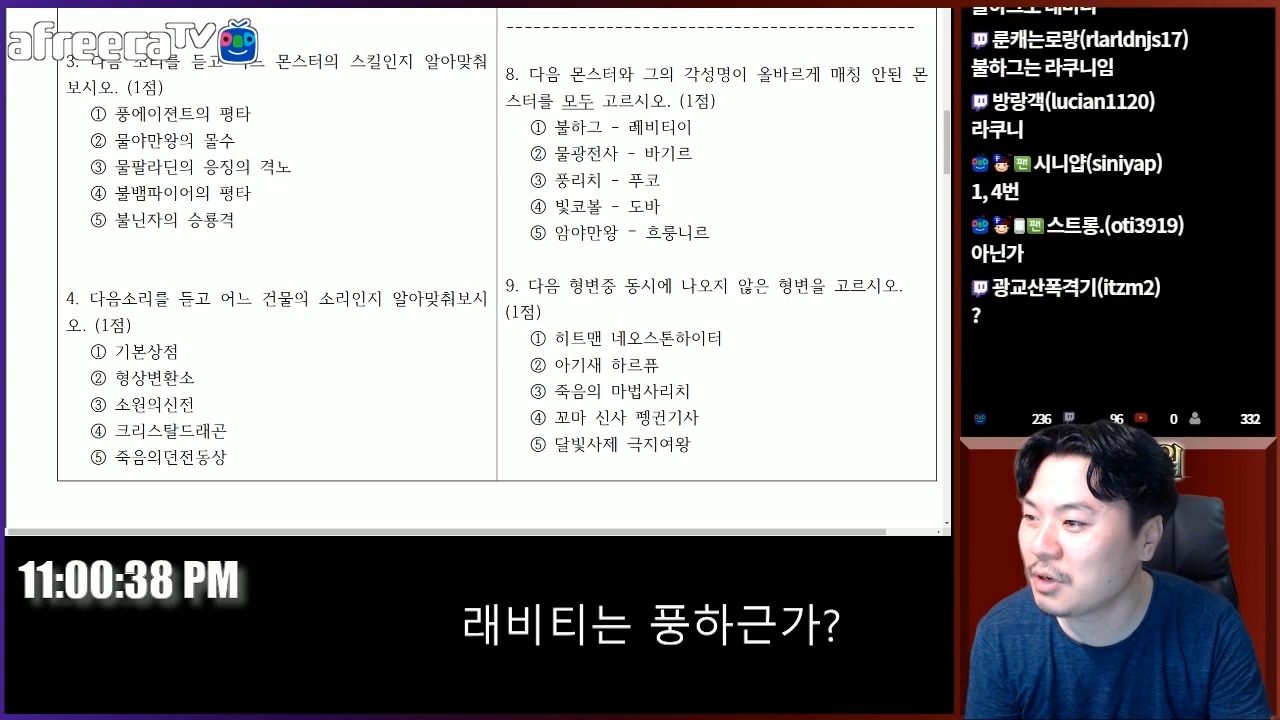 afreecaTV
3. 다음 소리를 듣고 어느 몬스터의 스킬인지 알아맞춰
보시오. (1점)
① 풍에이젼트의 평타
② 물야만왕의 몰수
③ 물팔라딘의 응징의 격노
④ 불뱀파이어의 평타
⑤ 불닌자의 승룡격
4. 다음소리를 듣고 어느 건물의 소리인지 알아맞춰보시
오. (1점)
① 기본상점
② 형상변환소
③ 소원의신전
④ 크리스탈드래곤
⑤ 죽음의던전동상
8. 다음 몬스터와 그의 각성명이 올바르게 매칭 안된 몬
스터를 모두 고르시오. (1점)
① 불하그 - 레비티이
② 물광전사 - 바기르
③ 풍리치 - 푸코
④ 빛코볼 - 도바
⑤ 암야만왕 - 흐룽니르
9. 다음 형변중 동시에 나오지 않은 형변을 고르시오.
(1점)
① 히트맨 네오스톤하이터
② 아기새 하르퓨
③ 죽음의 마법사리치
④ 꼬마 신사 펭귄기사
⑤ 달빛사제 극지여왕
룬캐는로랑(rlarldnjs17)
불하그는 라쿠니임
방랑객(lucian1120)
라쿠니
팬 시니얍(siniyap)
1, 4번
팬 스트롱.(oti3919)
아닌가
광교산폭격기(itzm2)
?
236 96 0 332
11:00:38 PM
래비티는 풍하근가?